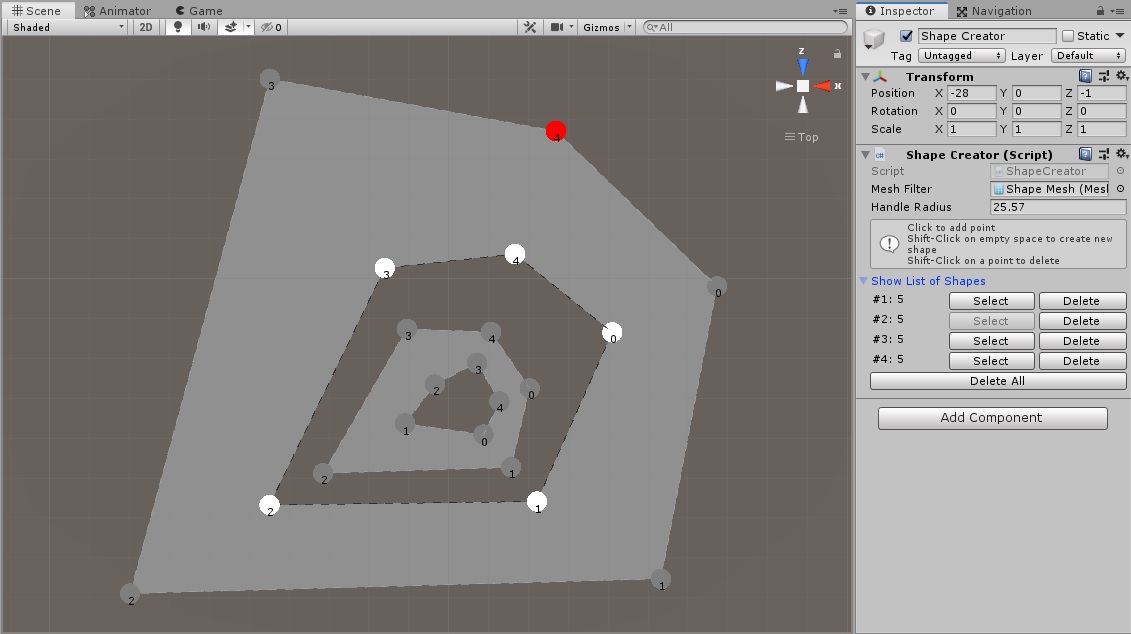 Scene
Animator
Game
Shaded
2D
0
Gizmos
All
z
x
Top
3
4
3
4
0
3
4
0
3
2
4
1
0
0
2
1
2
1
2
1
Inspector
Navigation
Shape Creator
Static
Tag
Untagged
Layer
Default
Transform
Position X -28 Y 0 Z -1
Rotation X 0 Y 0 Z 0
Scale X 1 Y 1 Z 1
Shape Creator (Script)
Script ShapeCreator
Mesh Filter Shape Mesh (Mesl
Handle Radius 25.57
Click to add point
Shift-Click on empty space to create new
shape
Shift-Click on a point to delete
Show List of Shapes
#1: 5 Select Delete
#2: 5 Select Delete
#3: 5 Select Delete
#4: 5 Select Delete
Delete All
Add Component